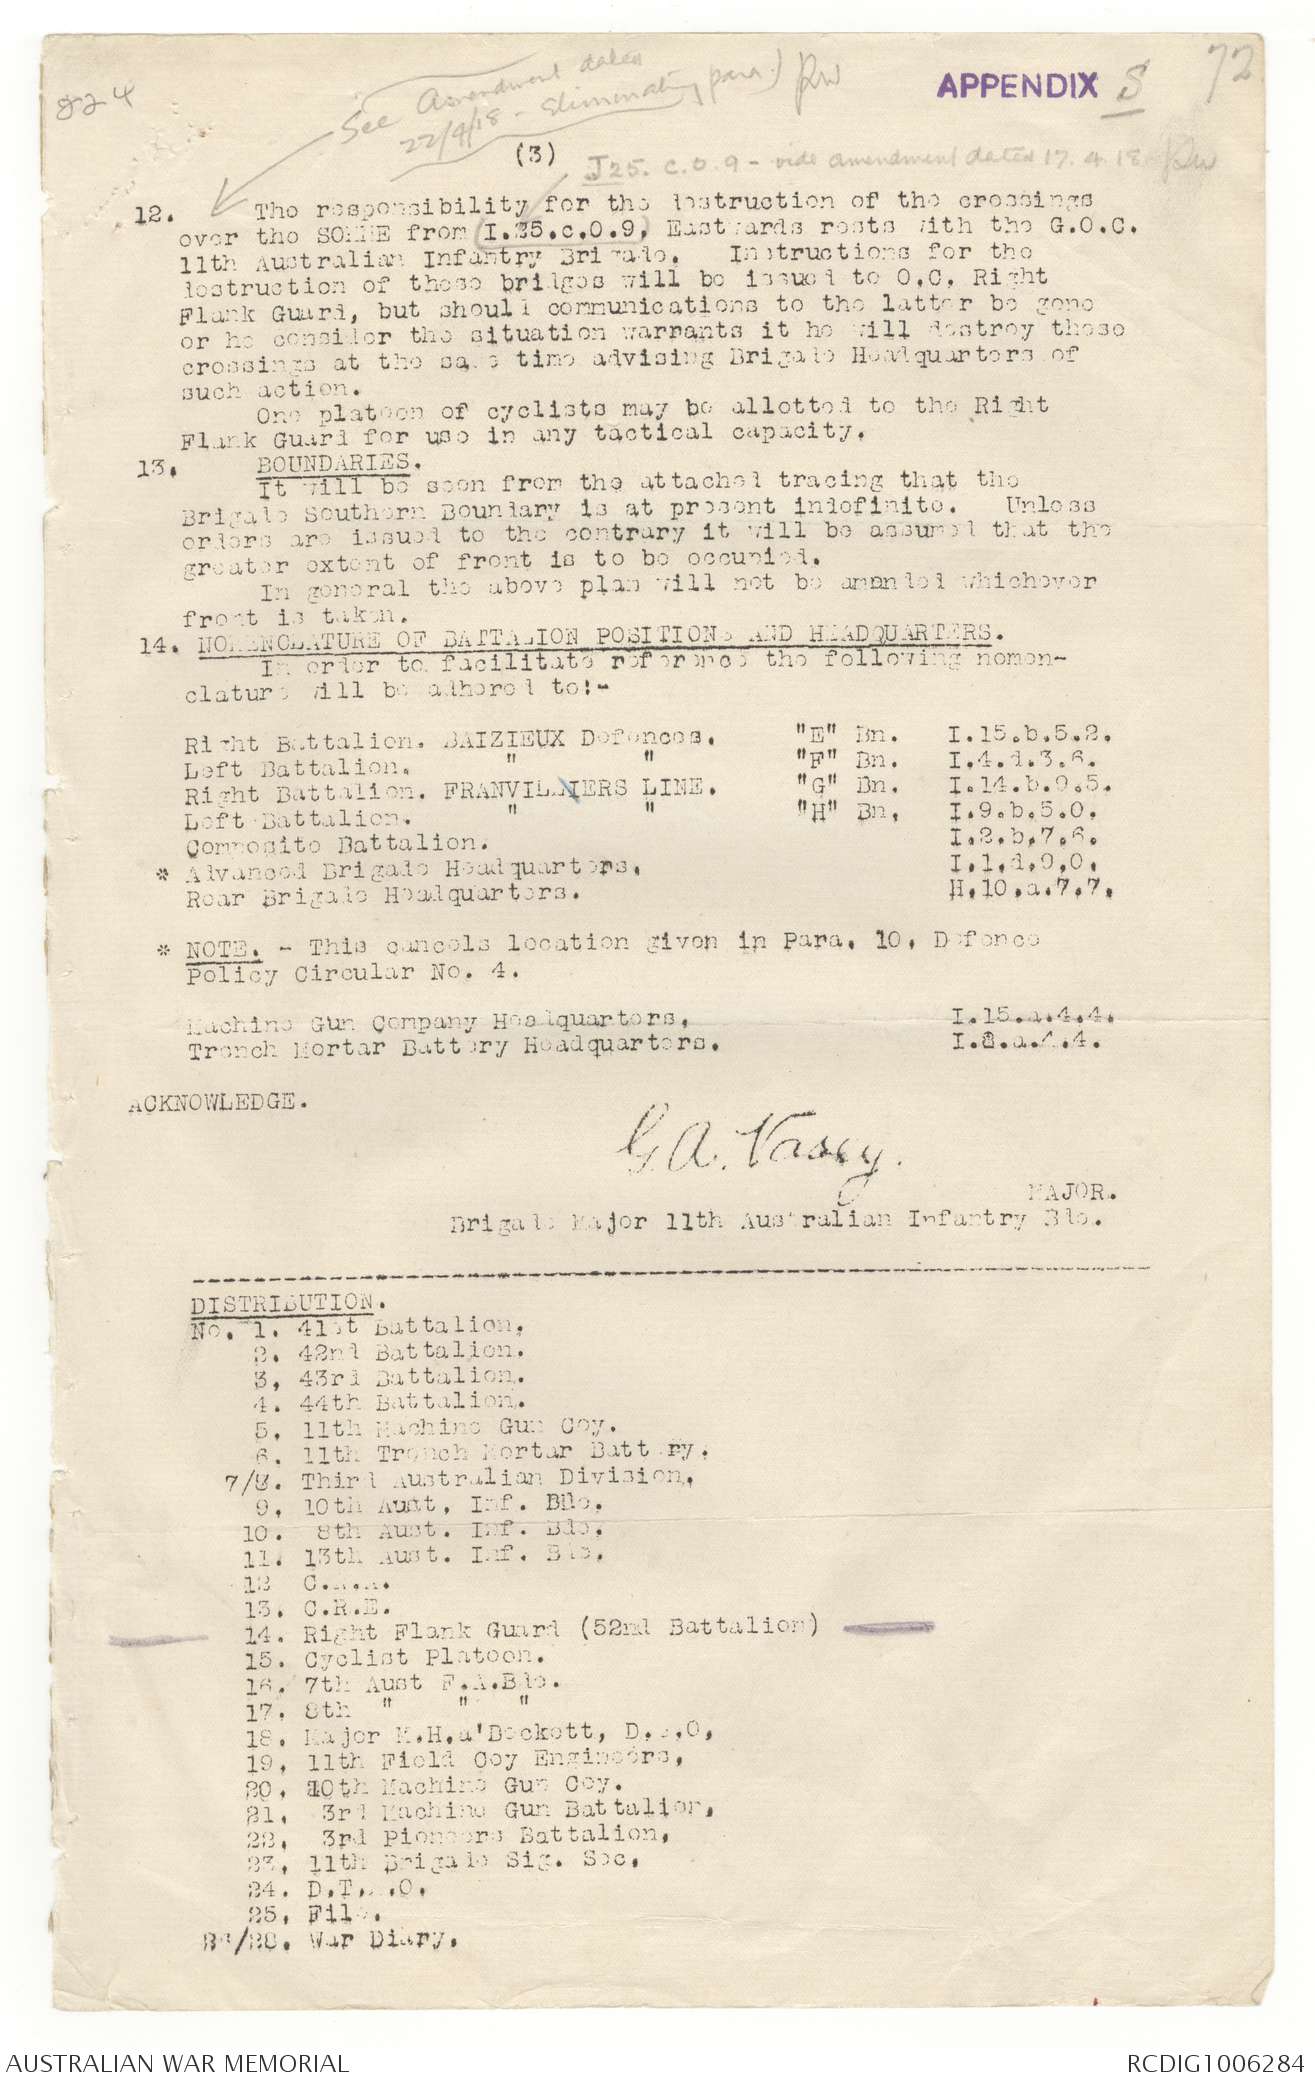 824
See Amendment dated
22/4/18 - Eliminating para.) RW
APPENDIX S
72
(3)
J25. c.0.9 - vide amendment dated 17.4.18 RW
12. The responsibility for the destruction of the crossings
over the SOMME from (I.25.c.0.9) Eastwards rests with the G.O.C.
11th Australian Infantry Brigade. Instructions for the
destruction of these bridges will be issued to O.C. Right
Flank Guard, but should communications to the latter be gone
or he consider the situation warrants it he will destroy these
crossings at the same time advising Brigade Headquarters of
such action.
One platoon of cyclists may be allotted to the Right
Flank Guard for use in any tactical capacity.
13. BOUNDARIES.
It will be seen from the attached tracing that the
Brigade Southern Boundary is at present indefinite. Unless
orders are issued to the contrary it will be assumed that the
greater extent of front is to be occupied.
In general the above plan will not be amended whichever
front is taken.
14. NOMENCLATURE OF BATTALION POSITIONS AND HEADQUARTERS.
In order to facilitate reference the following nomen-
clature will be adhered to:-
Right Battalion. BAIZIEUX Defences. "E" Bn. I.15.b.5.2.
Left Battalion. " " "F" Bn. I.4.d.3.6.
Right Battalion. FRANVILLIERS LINE. "G" Bn. I.14.b.9.5.
Left Battalion. " " "H" Bn. I.9.b.5.0.
Composite Battalion. I.2.b.7.6.
* Advanced Brigade Headquarters. I.1.d.9.0.
Rear Brigade Headquarters. H.10.a.7.7.
* NOTE. - This cancels location given in Para. 10, Defence
Policy Circular No. 4.
Machine Gun Company Headquarters. I.15.a.4.4.
Trench Mortar Battery Headquarters. I.8.a.4.4.
ACKNOWLEDGE.
G A. Vasey.
MAJOR.
Brigade Major 11th Australian Infantry Bde.
DISTRIBUTION.
No. 1. 41st Battalion.
2. 42nd Battalion.
3. 43rd Battalion.
4. 44th Battalion.
5. 11th Machine Gun Coy.
6. 11th Trench Mortar Battery.
7/8. Third Australian Division.
9. 10th Aust. Inf. Bde.
10. 8th Aust. Inf. Bde.
11. 13th Aust. Inf. Bde.
12 C.R.A.
13. C.R.E.
14. Right Flank Guard (52nd Battalion)
15. Cyclist Platoon.
16. 7th Aust F.A.Bde.
17. 8th " " "
18. Major M.H.a'Beckett, D.S.O.
19. 11th Field Coy Engineers.
20. 10th Machine Gun Coy.
21. 3rd Machine Gun Battalion.
22. 3rd Pioneers Battalion.
23. 11th Brigade Sig. Sec.
24. D.T.M.O.
25. File.
26/28. War Diary.
AUSTRALIAN WAR MEMORIAL
RCDIG1006284